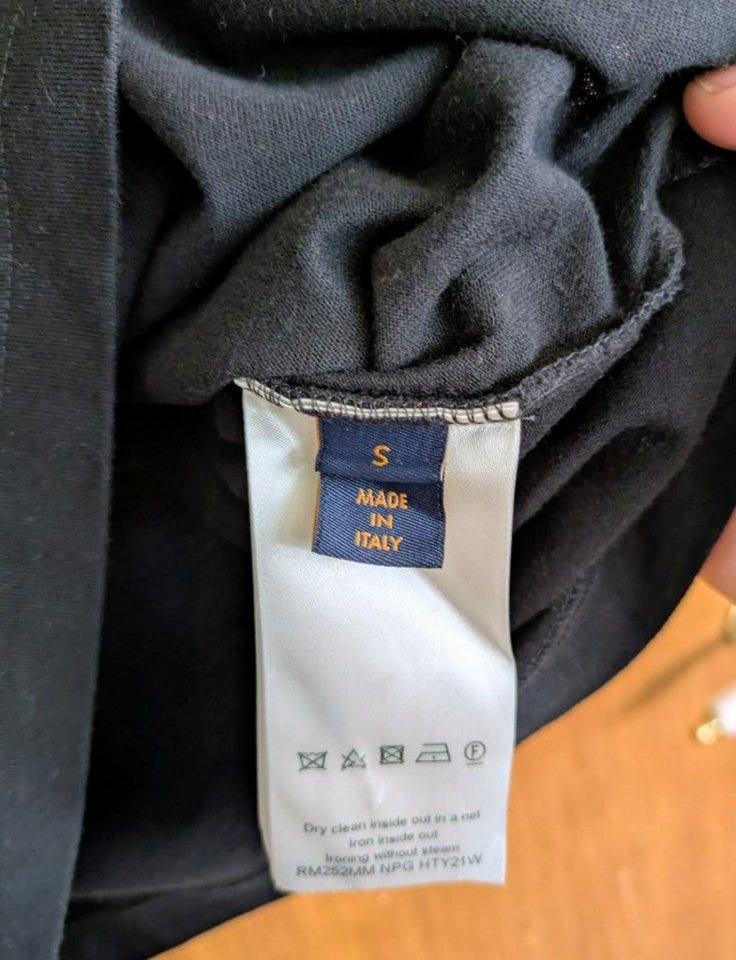 S
MADE
IN
ITALY
F
Dry clean inside out in a net
Iron inside out
Ironing without steam
RM252MM NPG HTY21W